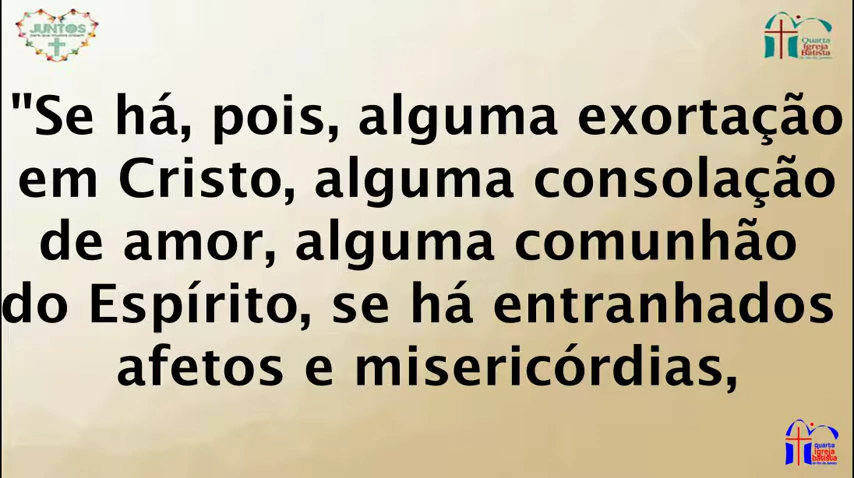 JUNTOS
Quarta
Igreja
Batista
"Se há, pois, alguma exortação
em Cristo, alguma consolação
de amor, alguma comunhão
do Espírito, se há entranhados
afetos e misericórdias,
quarta
Igreja
batista